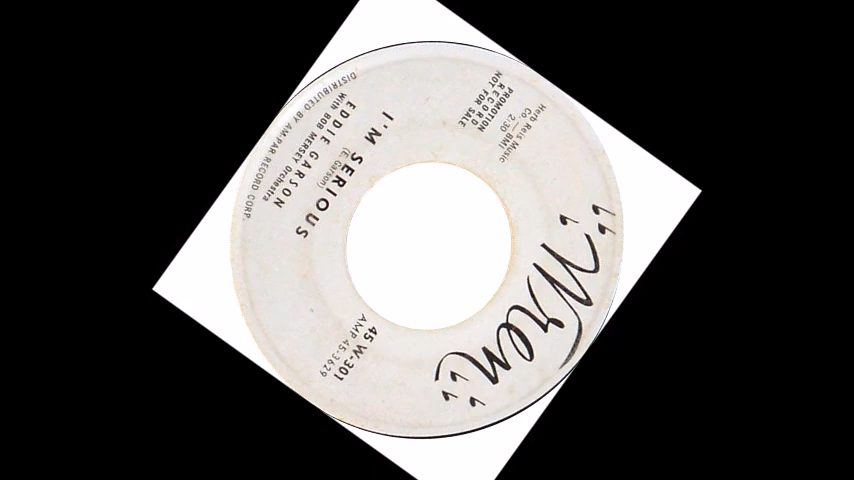 Wren
Herb Reis Music
Co.—BMI
2:30
PROMOTION
RECORD
NOT FOR SALE
45 W-301
AMP 45-3629
I'M SERIOUS
(E. Garson)
EDDIE GARSON
With BOB MERSEY Orchestra
DISTRIBUTED BY AM-PAR RECORD CORP.